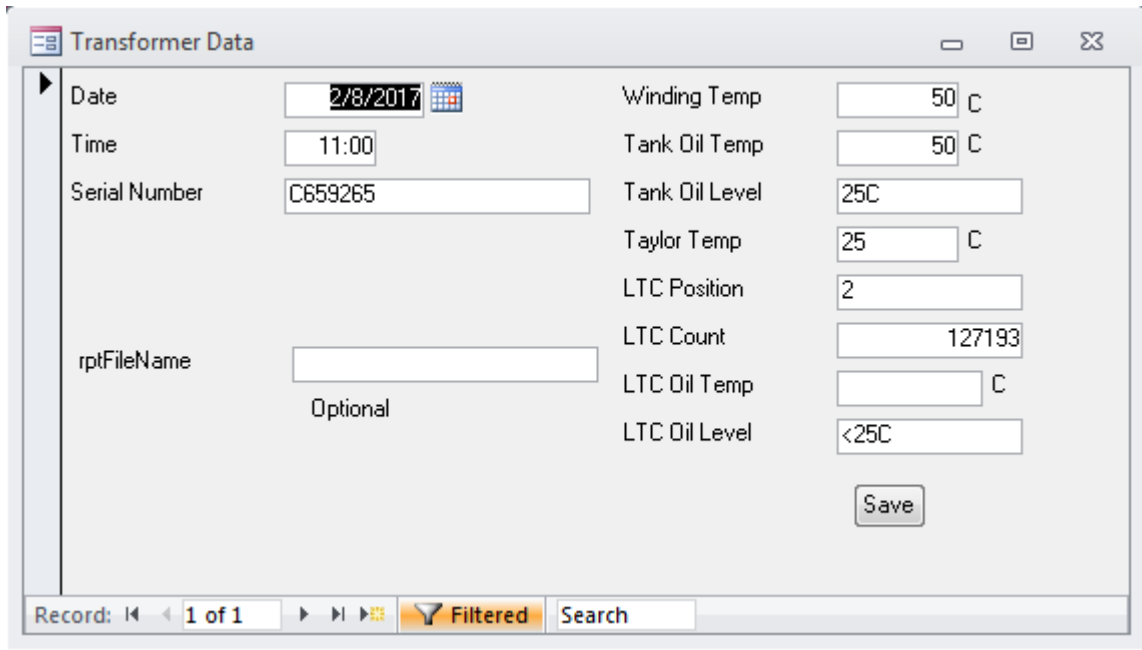 Transformer Data
Date 2/8/2017 Winding Temp 50 C
Time 11:00 Tank Oil Temp 50 C
Serial Number C659265 Tank Oil Level 25C
Taylor Temp 25 C
LTC Position 2
LTC Count 127193
rptFileName
LTC Oil Temp C
Optional
LTC Oil Level <25C
Save
Record: 1 of 1 Filtered Search